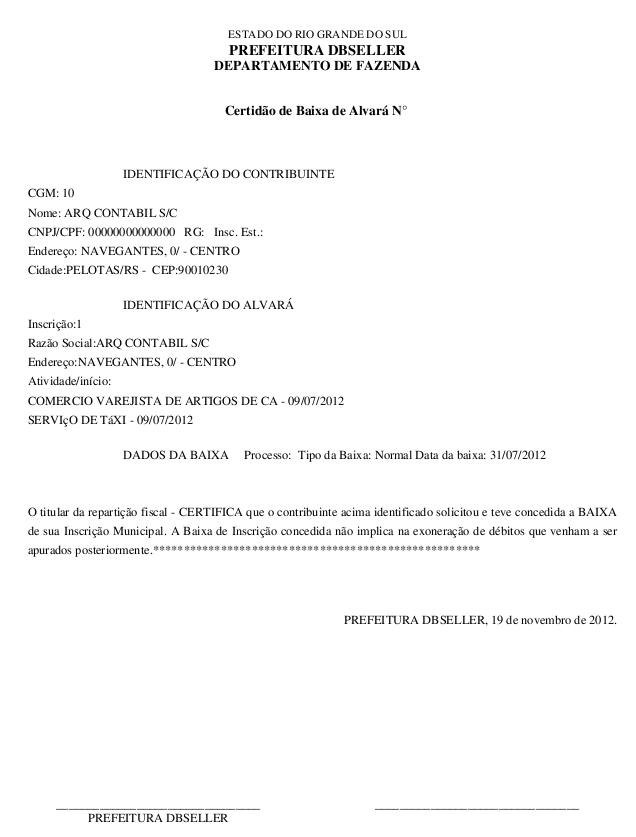 ESTADO DO RIO GRANDE DO SUL
PREFEITURA DBSELLER
DEPARTAMENTO DE FAZENDA
Certidão de Baixa de Alvará N°
IDENTIFICAÇÃO DO CONTRIBUINTE
CGM: 10
Nome: ARQ CONTABIL S/C
CNPJ/CPF: 00000000000000 RG: Insc. Est.:
Endereço: NAVEGANTES, 0/ - CENTRO
Cidade:PELOTAS/RS - CEP:90010230
IDENTIFICAÇÃO DO ALVARÁ
Inscrição:1
Razão Social:ARQ CONTABIL S/C
Endereço:NAVEGANTES, 0/ - CENTRO
Atividade/início:
COMERCIO VAREJISTA DE ARTIGOS DE CA - 09/07/2012
SERVIçO DE TáXI - 09/07/2012
DADOS DA BAIXA Processo: Tipo da Baixa: Normal Data da baixa: 31/07/2012
O titular da repartição fiscal - CERTIFICA que o contribuinte acima identificado solicitou e teve concedida a BAIXA
de sua Inscrição Municipal. A Baixa de Inscrição concedida não implica na exoneração de débitos que venham a ser
apurados posteriormente.*****************************************************
PREFEITURA DBSELLER, 19 de novembro de 2012.
_________________________________ _________________________________
PREFEITURA DBSELLER